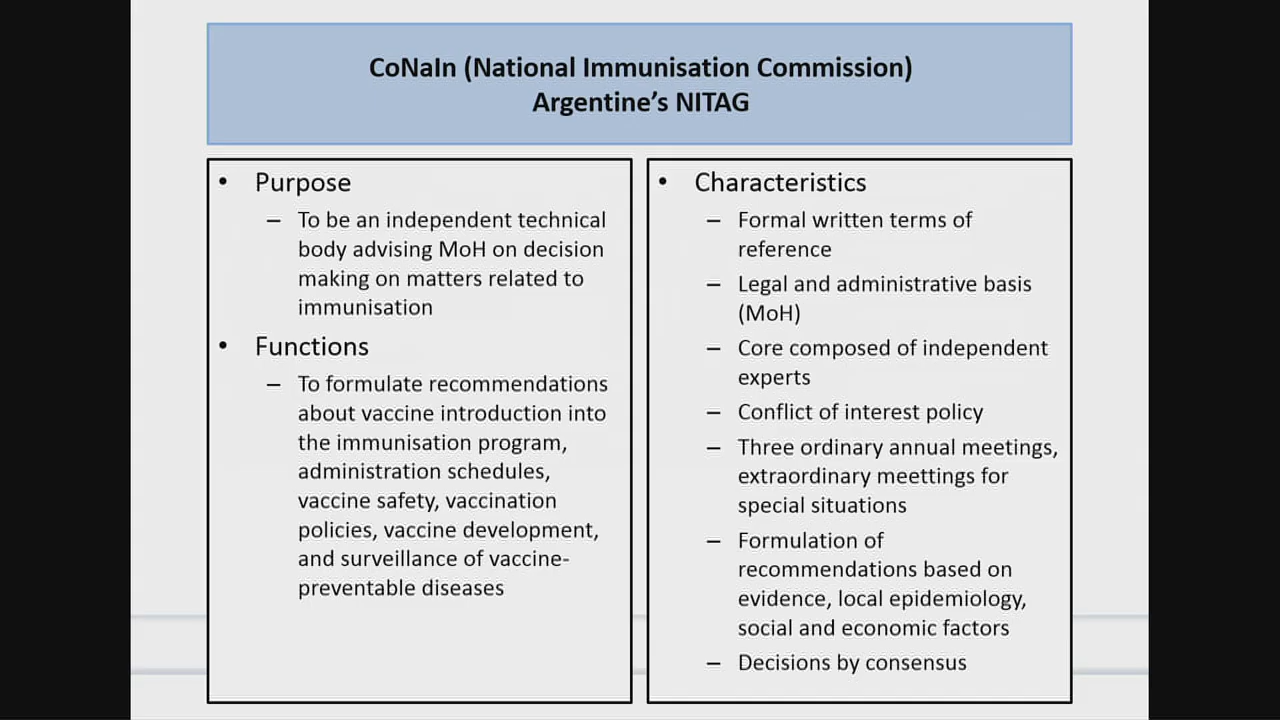 CoNaIn (National Immunisation Commission)
Argentine's NITAG
• Purpose
– To be an independent technical
body advising MoH on decision
making on matters related to
immunisation
• Functions
– To formulate recommendations
about vaccine introduction into
the immunisation program,
administration schedules,
vaccine safety, vaccination
policies, vaccine development,
and surveillance of vaccine-
preventable diseases
• Characteristics
– Formal written terms of
reference
– Legal and administrative basis
(MoH)
– Core composed of independent
experts
– Conflict of interest policy
– Three ordinary annual meetings,
extraordinary meettings for
special situations
– Formulation of
recommendations based on
evidence, local epidemiology,
social and economic factors
– Decisions by consensus